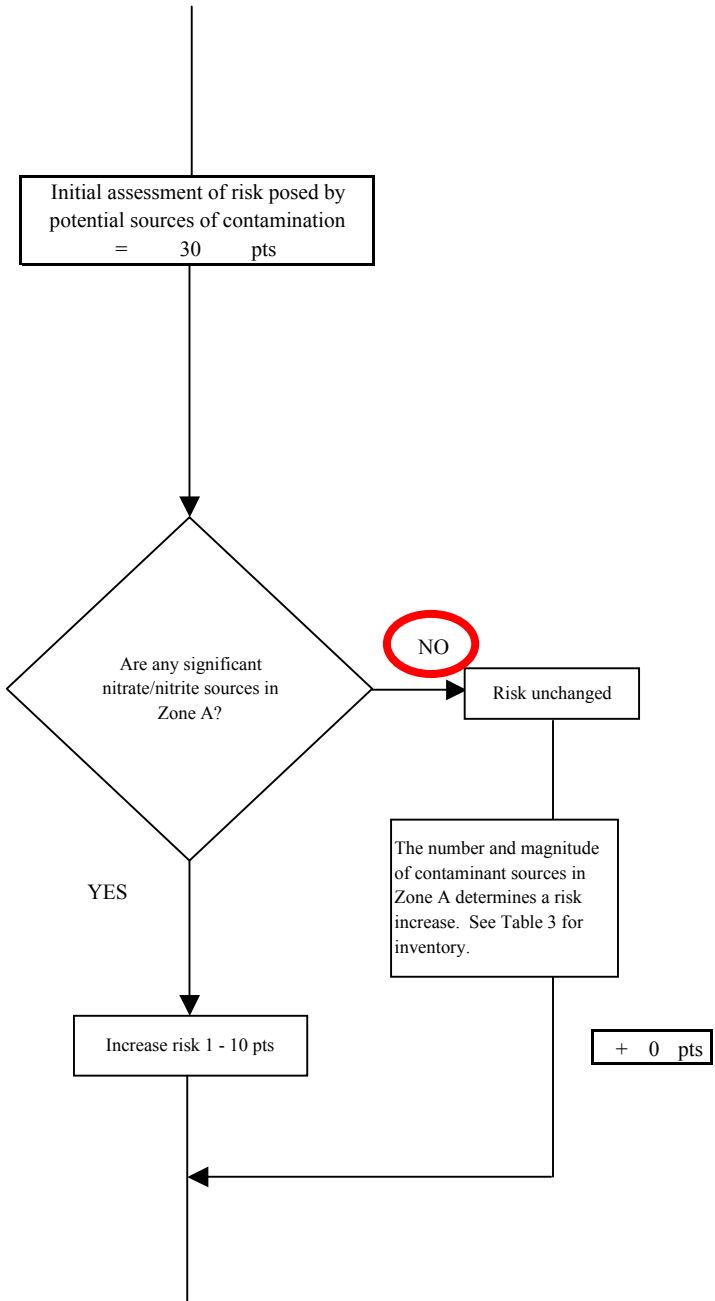 Initial assessment of risk posed by
potential sources of contamination
= 30 pts
Are any significant
nitrate/nitrite sources in
Zone A?
NO
Risk unchanged
The number and magnitude
of contaminant sources in
Zone A determines a risk
increase. See Table 3 for
inventory.
YES
Increase risk 1 - 10 pts
+ 0 pts